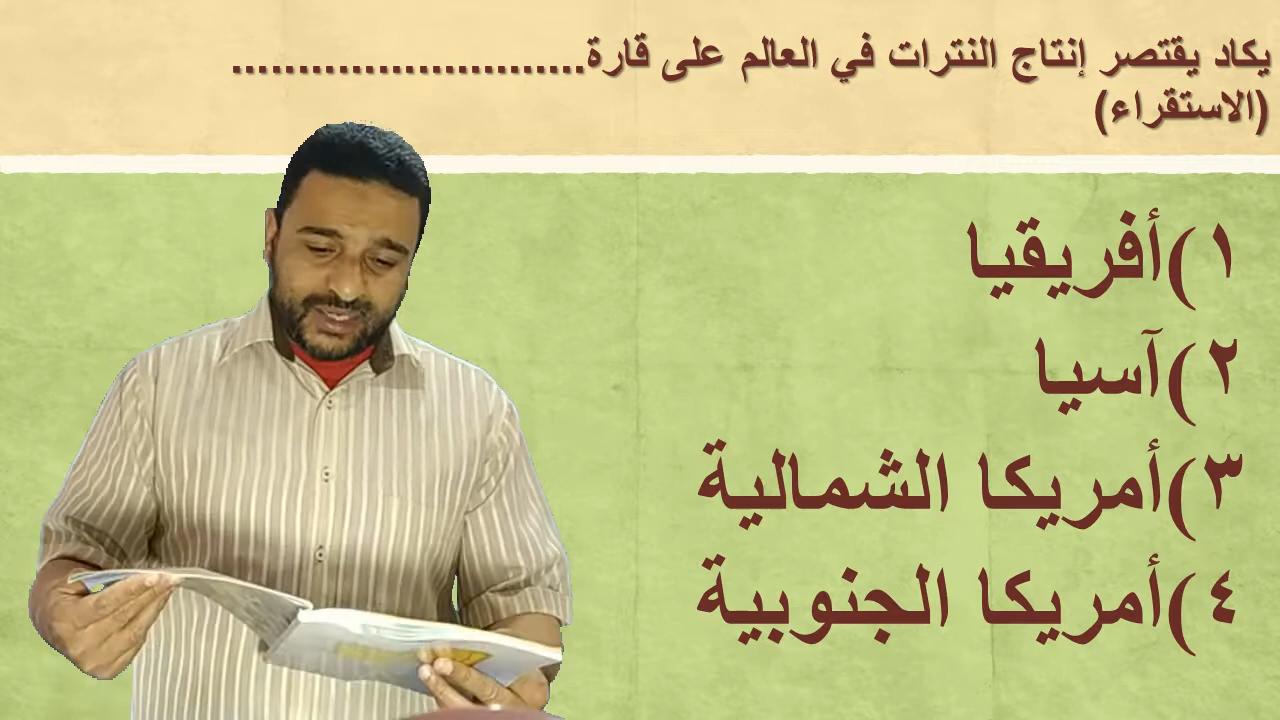 يكاد يقتصر إنتاج النترات في العالم على قارة...........................
(الاستقراء)
١)أفريقيا
٢)آسيا
٣)أمريكا الشمالية
٤)أمريكا الجنوبية